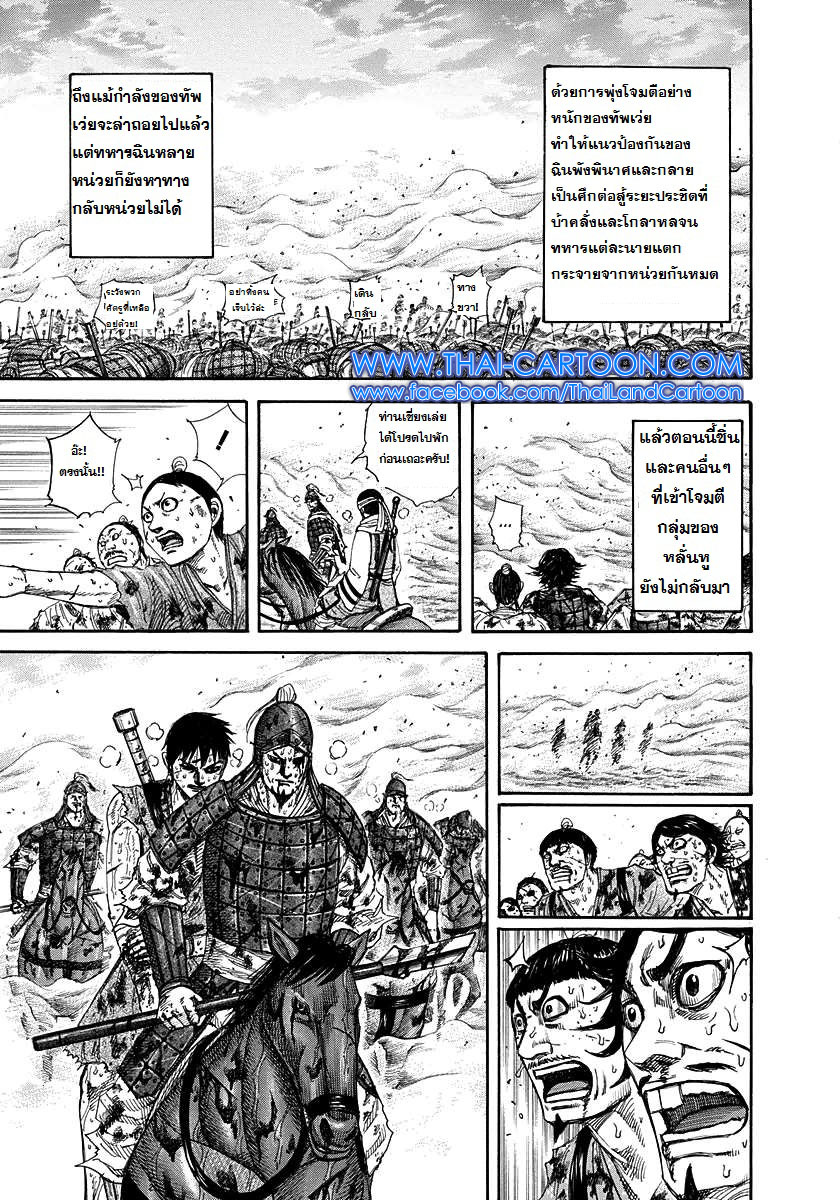 ด้วยการพุ่งโจมตีอย่าง
หนักของทัพเว่ย
ทำให้แนวป้องกันของ
ฉินพังพินาศและกลาย
เป็นศึกต่อสู้ระยะประชิดที่
บ้าคลั่งและโกลาหลจน
ทหารแต่ละนายแตก
กระจายจากหน่วยกันหมด
ถึงแม้กำลังของทัพ
เว่ยจะล่าถอยไปแล้ว
แต่ทหารฉินหลาย
หน่วยก็ยังหาทาง
กลับหน่วยไม่ได้
ทาง
ขวา!
เดิน
กลับ
อย่าทิ้งคน
เจ็บไว้ล่ะ
ระวังพวก
ศัตรูที่เหลือ
อยู่ด้วย!
WWW.THAI-CARTOON.COM
www.facebook.com/ThaiLandCartoon
แล้วตอนนี้ซิ่น
และคนอื่นๆ
ที่เข้าโจมตี
กลุ่มของ
หลั่นหู
ยังไม่กลับมา
...
ท่านเชี่ยงเล่ย
ได้โปรดไปพัก
ก่อนเถอะครับ!
!
อ๊ะ!
ตรงนั้น!!